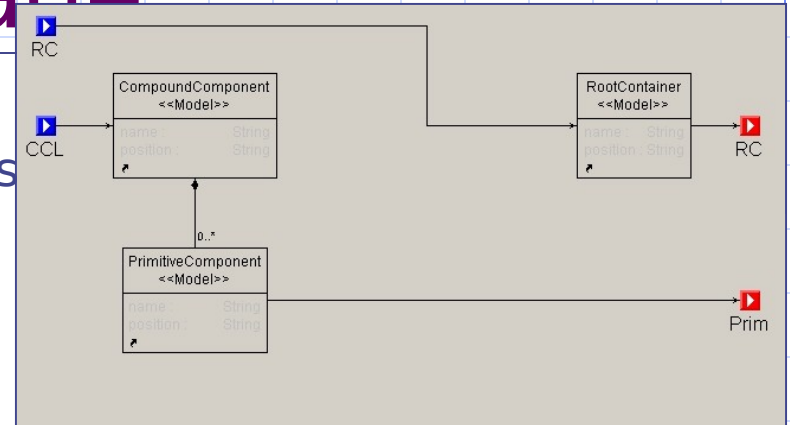 RC
CompoundComponent
<<Model>>
name : String
position : String
RootContainer
<<Model>>
name : String
position : String
CCL
RC
0..*
PrimitiveComponent
<<Model>>
name : String
position : String
Prim